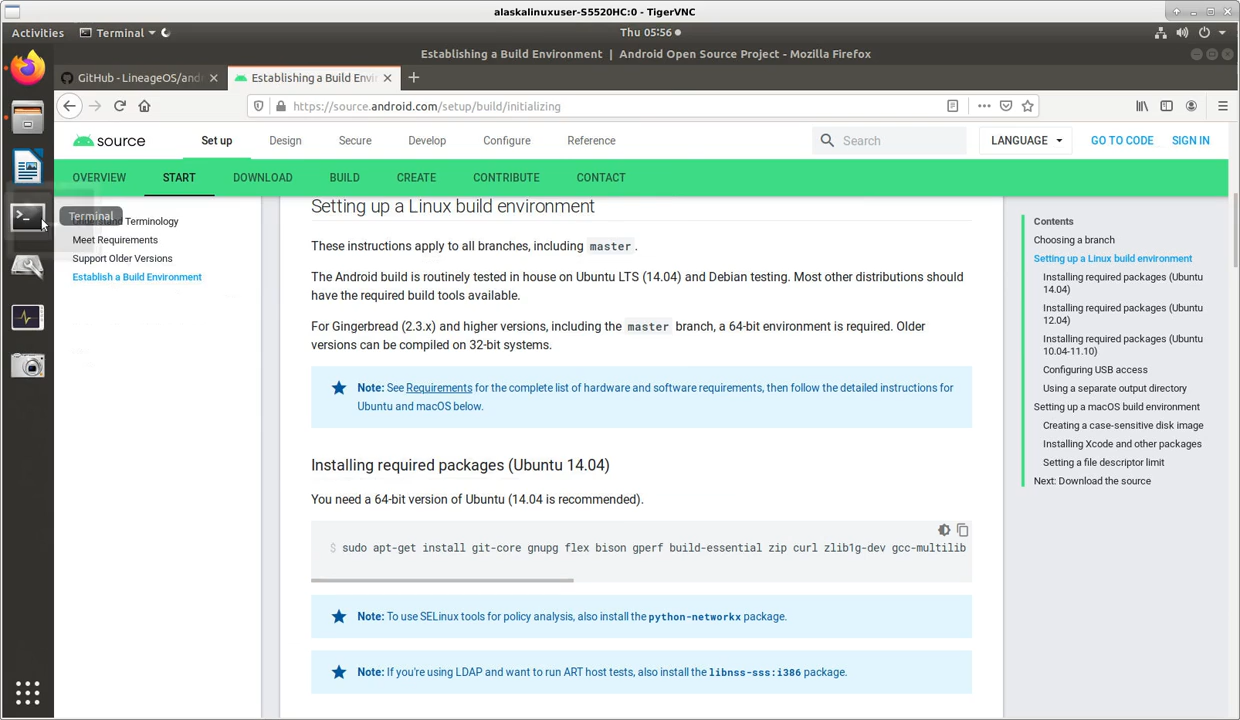 alaskalinuxuser-S5520HC:0 - TigerVNC
Activities
Terminal
Thu 05:56
Establishing a Build Environment | Android Open Source Project - Mozilla Firefox
GitHub - LineageOS/and
Establishing a Build Envi
https://source.android.com/setup/build/initializing
source
Set up
Design
Secure
Develop
Configure
Reference
Search
LANGUAGE
GO TO CODE
SIGN IN
OVERVIEW
START
DOWNLOAD
BUILD
CREATE
CONTRIBUTE
CONTACT
Terminal
Terminology
Meet Requirements
Support Older Versions
Establish a Build Environment
Setting up a Linux build environment
These instructions apply to all branches, including master.
The Android build is routinely tested in house on Ubuntu LTS (14.04) and Debian testing. Most other distributions should
have the required build tools available.
For Gingerbread (2.3.x) and higher versions, including the master branch, a 64-bit environment is required. Older
versions can be compiled on 32-bit systems.
Note: See Requirements for the complete list of hardware and software requirements, then follow the detailed instructions for
Ubuntu and macOS below.
Installing required packages (Ubuntu 14.04)
You need a 64-bit version of Ubuntu (14.04 is recommended).
$ sudo apt-get install git-core gnupg flex bison gperf build-essential zip curl zlib1g-dev gcc-multilib
Note: To use SELinux tools for policy analysis, also install the python-networkx package.
Note: If you're using LDAP and want to run ART host tests, also install the libnss-sss:i386 package.
Contents
Choosing a branch
Setting up a Linux build environment
Installing required packages (Ubuntu
14.04)
Installing required packages (Ubuntu
12.04)
Installing required packages (Ubuntu
10.04-11.10)
Configuring USB access
Using a separate output directory
Setting up a macOS build environment
Creating a case-sensitive disk image
Installing Xcode and other packages
Setting a file descriptor limit
Next: Download the source